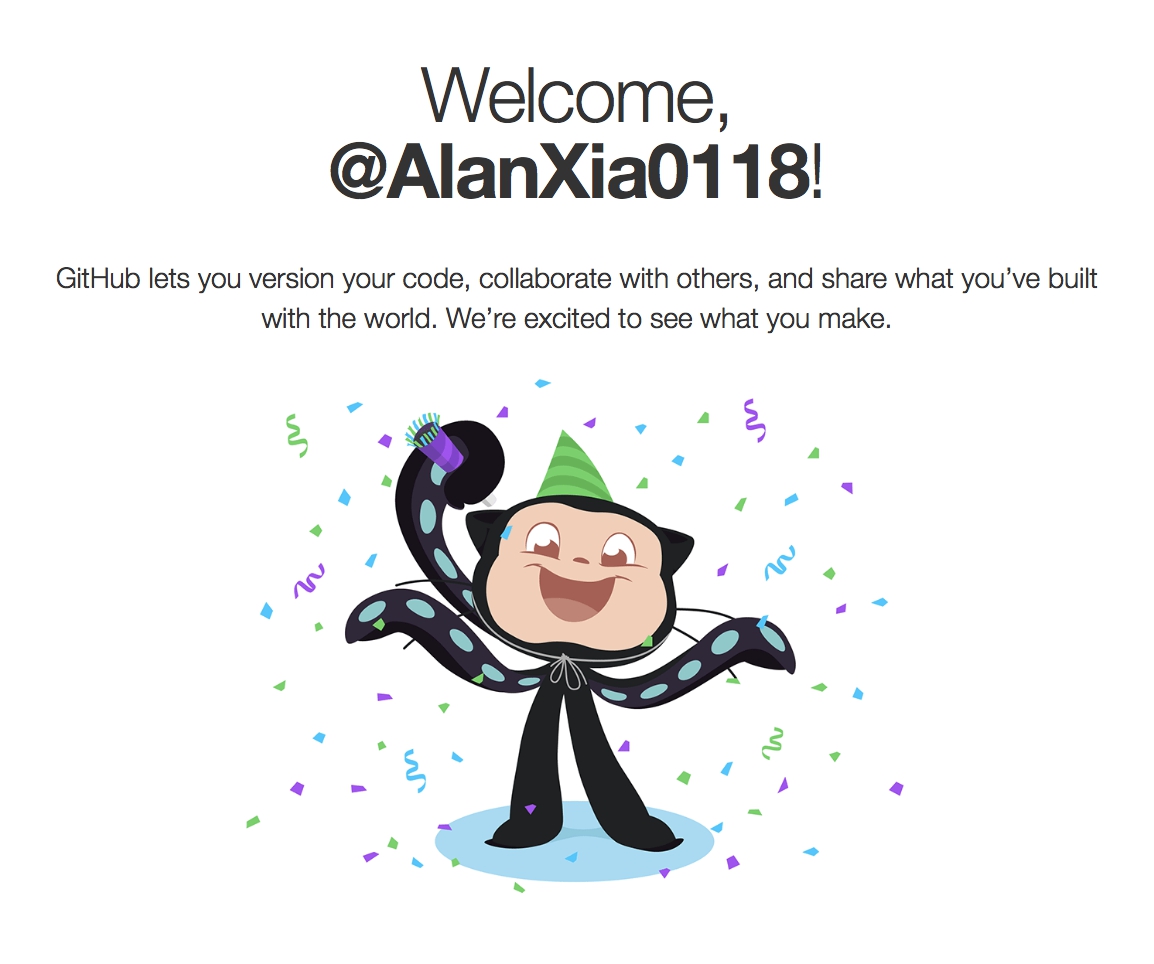 Welcome,
@AlanXia0118!
GitHub lets you version your code, collaborate with others, and share what you’ve built
with the world. We’re excited to see what you make.